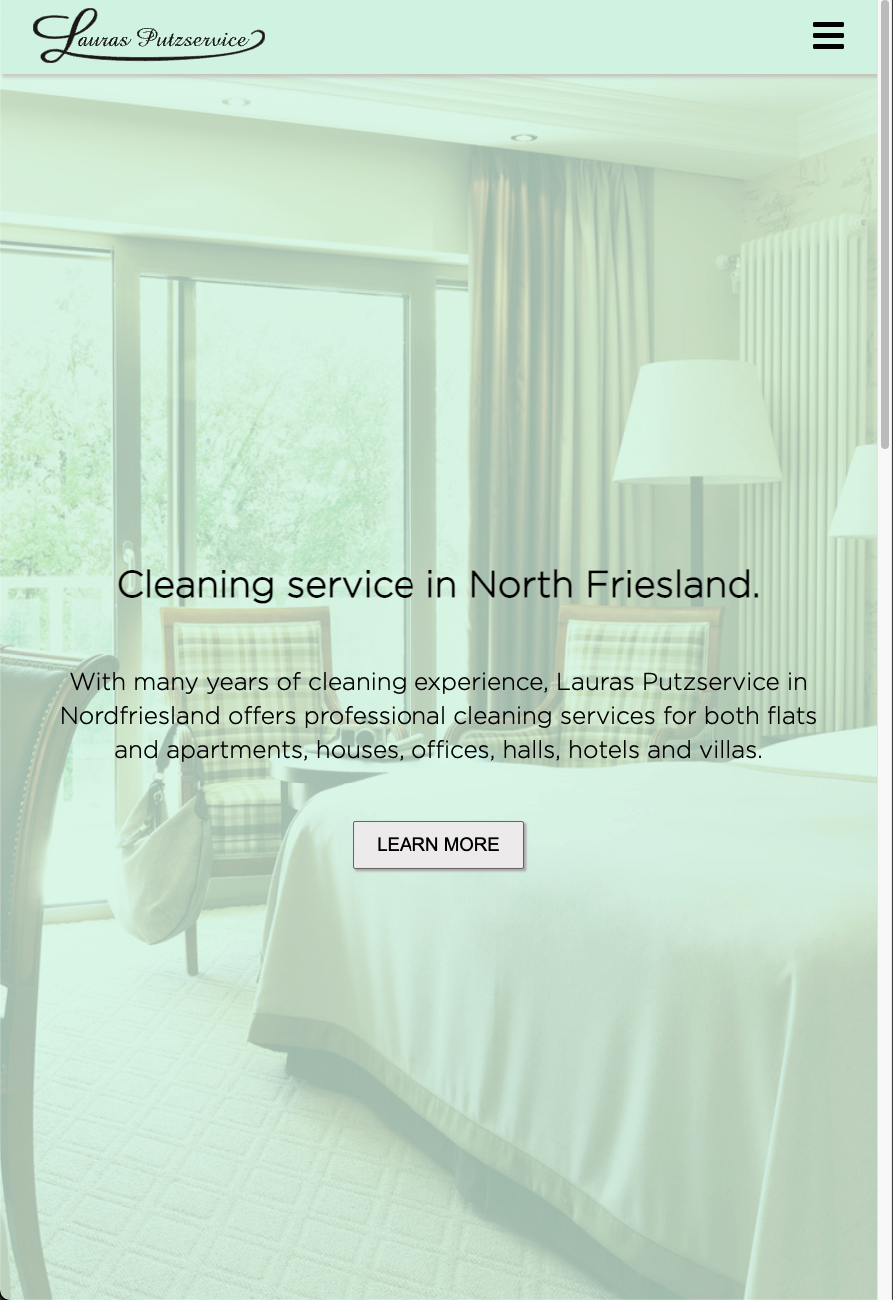 Lauras Putzservice
Cleaning service in North Friesland.
With many years of cleaning experience, Lauras Putzservice in
Nordfriesland offers professional cleaning services for both flats
and apartments, houses, offices, halls, hotels and villas.
LEARN MORE